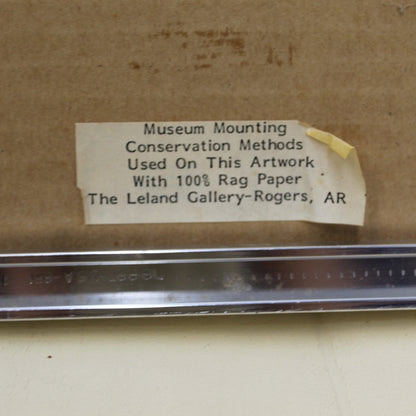 Museum Mounting
Conservation Methods
Used On This Artwork
With 100% Rag Paper
The Leland Gallery-Rogers, AR